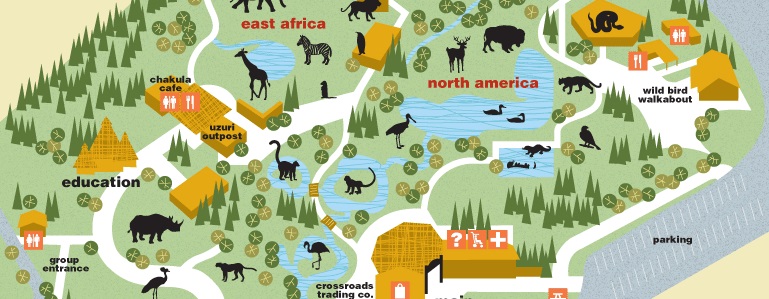 east africa
north america
chakula
cafe
uzuri
outpost
wild bird
walkabout
education
parking
group
entrance
?
crossroads
trading co.